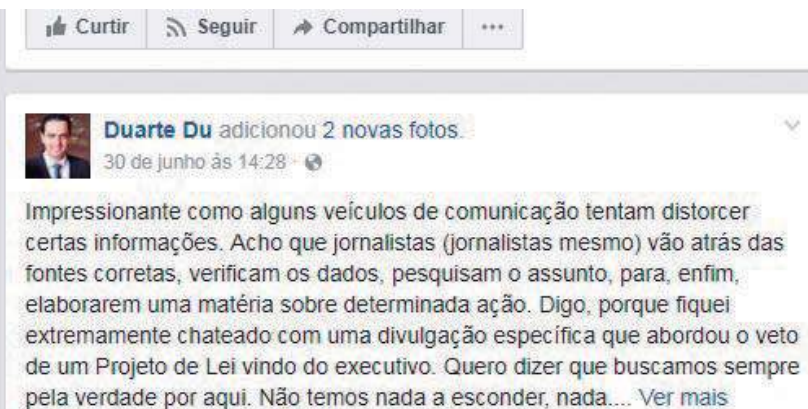 Curtir Seguir Compartilhar ...
Duarte Du adicionou 2 novas fotos.
30 de junho às 14:28 ·
Impressionante como alguns veículos de comunicação tentam distorcer
certas informações. Acho que jornalistas (jornalistas mesmo) vão atrás das
fontes corretas, verificam os dados, pesquisam o assunto, para, enfim,
elaborarem uma matéria sobre determinada ação. Digo, porque fiquei
extremamente chateado com uma divulgação específica que abordou o veto
de um Projeto de Lei vindo do executivo. Quero dizer que buscamos sempre
pela verdade por aqui. Não temos nada a esconder, nada.... Ver mais